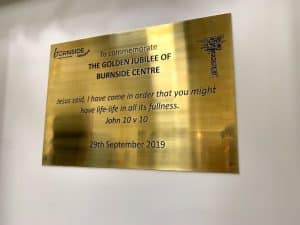 BURNSIDE
To commemorate
THE GOLDEN JUBILEE OF
BURNSIDE CENTRE
Jesus said, I have come in order that you might
have life-life in all its fullness.
John 10 v 10
29th September 2019